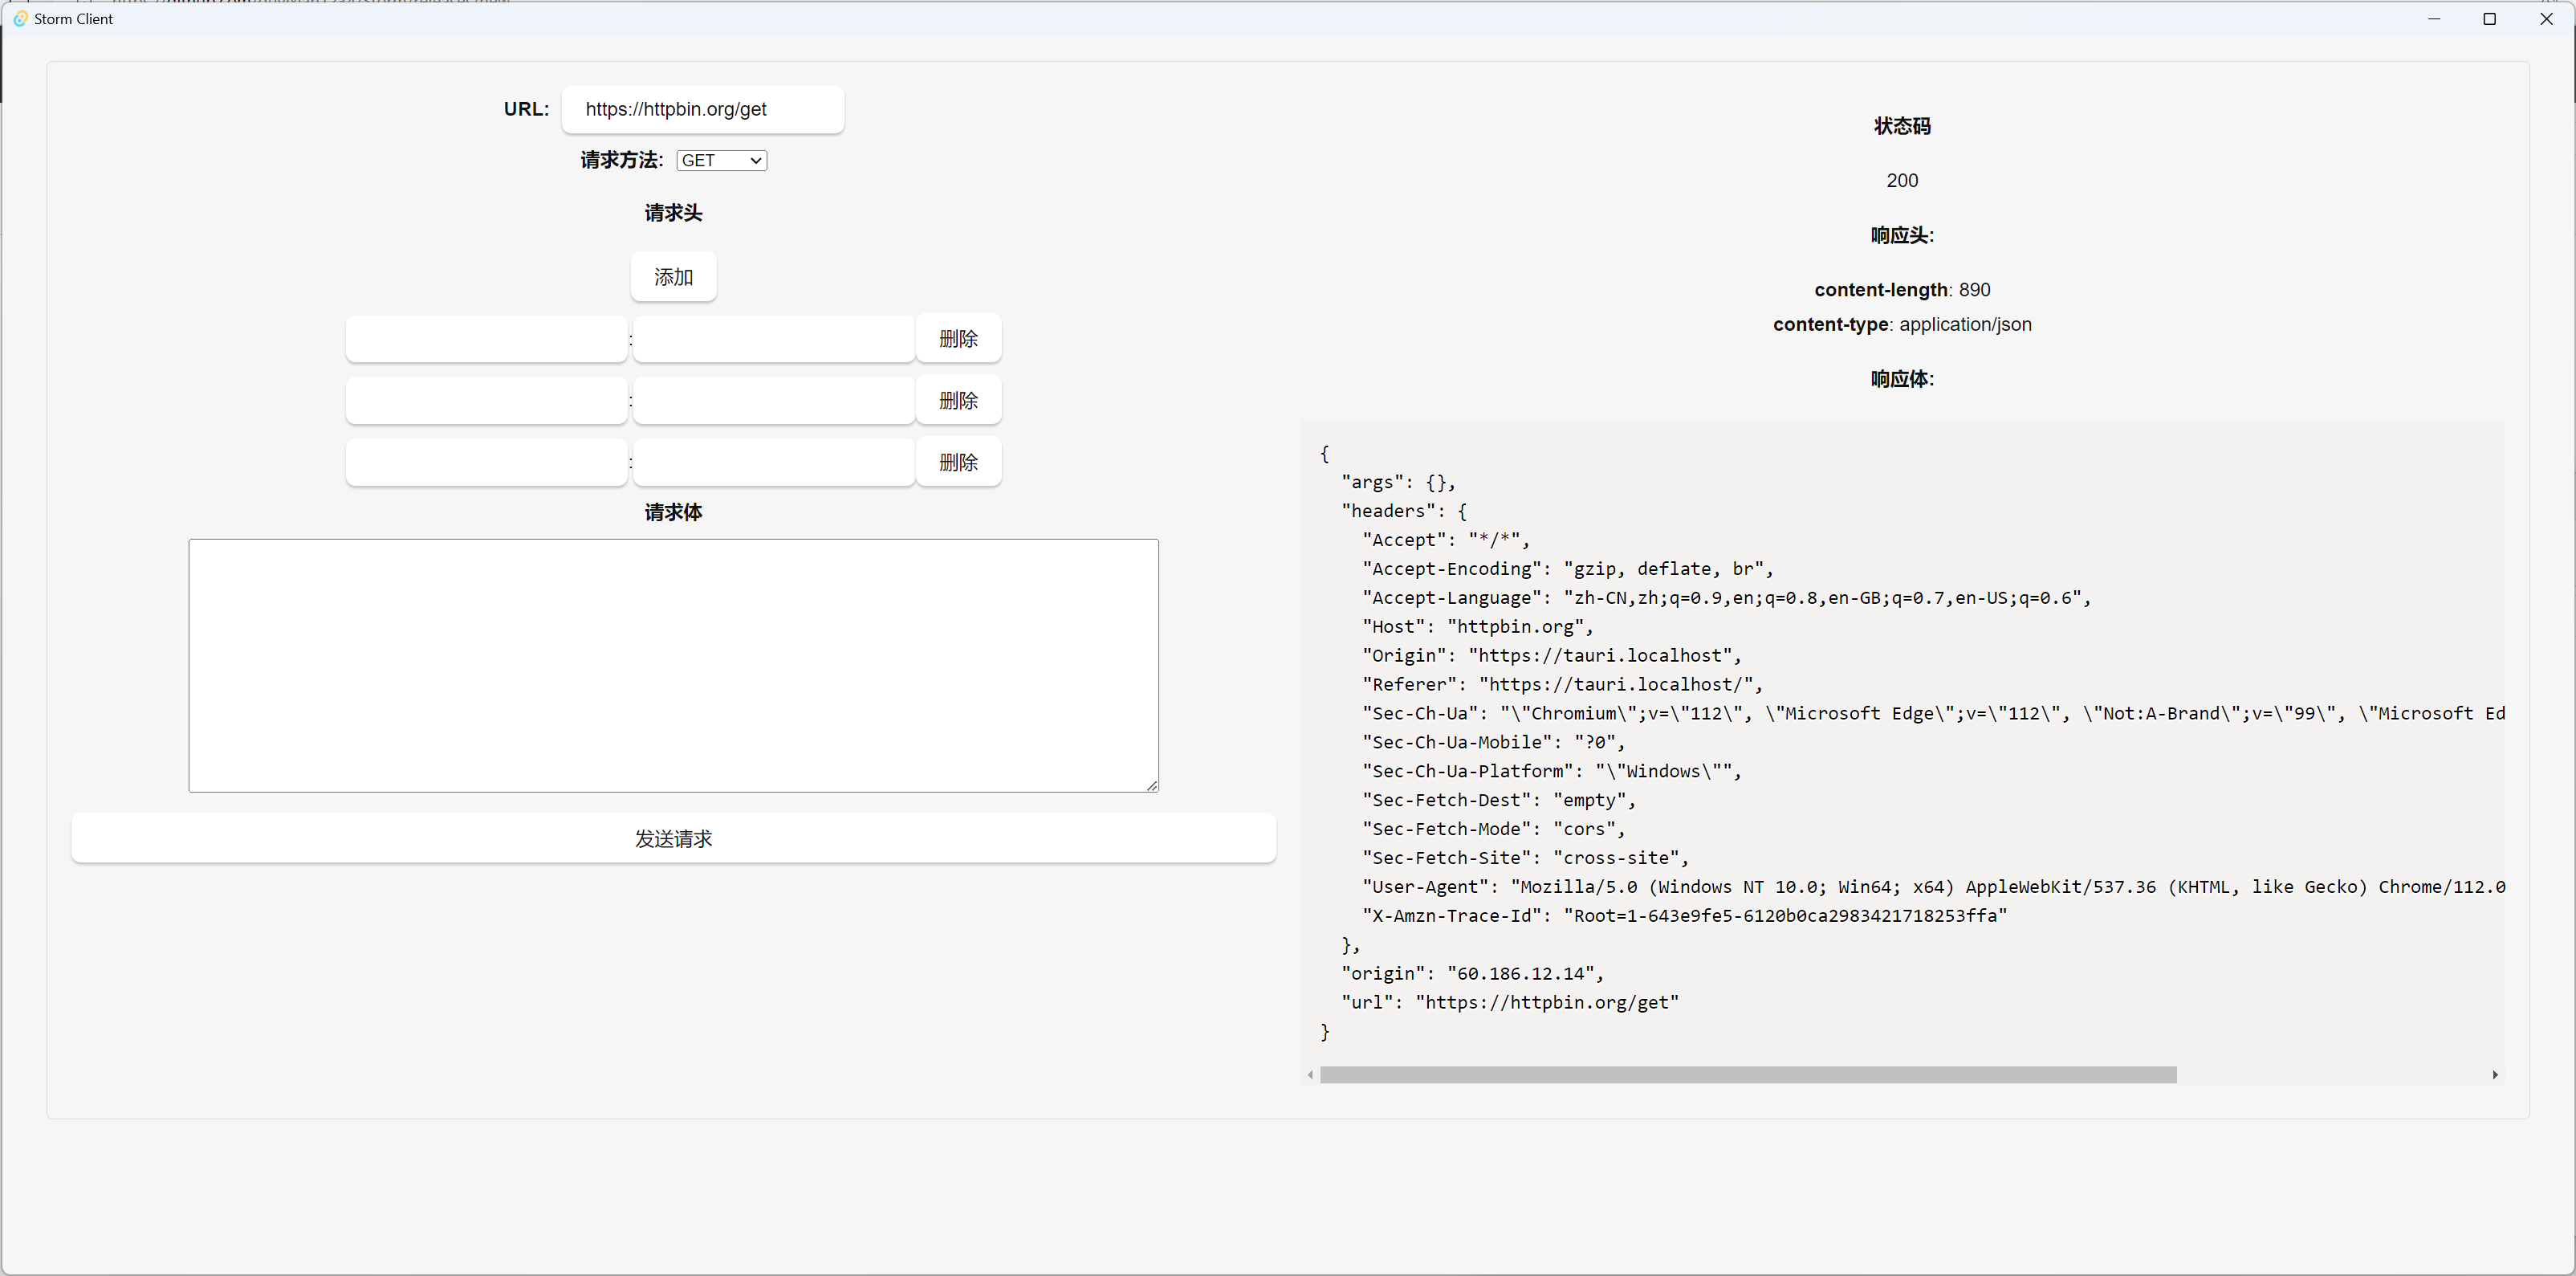 Storm Client
URL:
https://httpbin.org/get
请求方法:
GET
请求头
添加
:
删除
:
删除
:
删除
请求体
发送请求
状态码
200
响应头:
content-length: 890
content-type: application/json
响应体:
{
  "args": {},
  "headers": {
    "Accept": "*/*",
    "Accept-Encoding": "gzip, deflate, br",
    "Accept-Language": "zh-CN,zh;q=0.9,en;q=0.8,en-GB;q=0.7,en-US;q=0.6",
    "Host": "httpbin.org",
    "Origin": "https://tauri.localhost",
    "Referer": "https://tauri.localhost/",
    "Sec-Ch-Ua": "\"Chromium\";v=\"112\", \"Microsoft Edge\";v=\"112\", \"Not:A-Brand\";v=\"99\", \"Microsoft Ed
    "Sec-Ch-Ua-Mobile": "?0",
    "Sec-Ch-Ua-Platform": "\"Windows\"",
    "Sec-Fetch-Dest": "empty",
    "Sec-Fetch-Mode": "cors",
    "Sec-Fetch-Site": "cross-site",
    "User-Agent": "Mozilla/5.0 (Windows NT 10.0; Win64; x64) AppleWebKit/537.36 (KHTML, like Gecko) Chrome/112.0
    "X-Amzn-Trace-Id": "Root=1-643e9fe5-6120b0ca2983421718253ffa"
  },
  "origin": "60.186.12.14",
  "url": "https://httpbin.org/get"
}